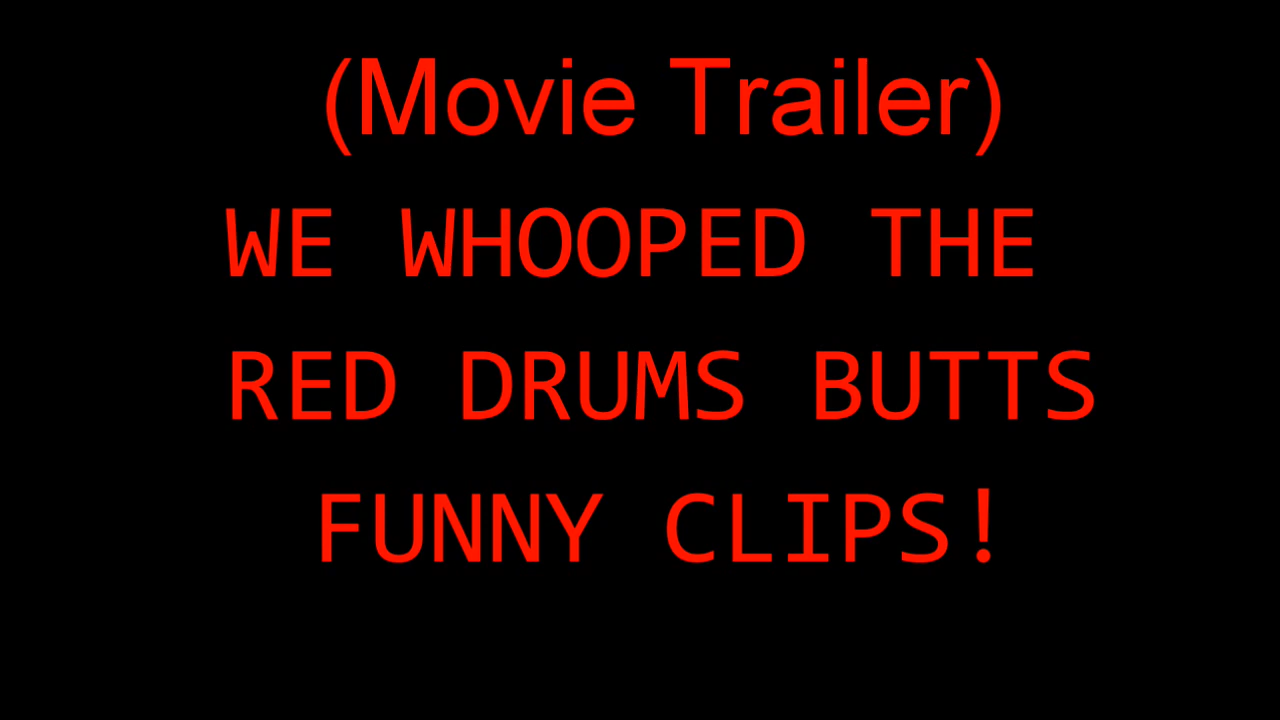 (Movie Trailer)
WE WHOOPED THE
RED DRUMS BUTTS
FUNNY CLIPS!